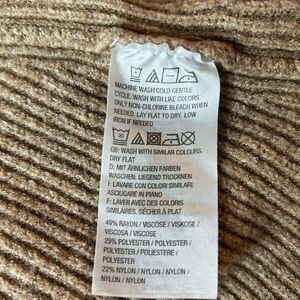 MACHINE WASH COLD GENTLE
CYCLE. WASH WITH LIKE COLORS.
ONLY NON-CHLORINE BLEACH WHEN
NEEDED. LAY FLAT TO DRY. LOW
IRON IF NEEDED
GB: WASH WITH SIMILAR COLOURS.
DRY FLAT
D: MIT ÄHNLICHEN FARBEN
WASCHEN. LIEGEND TROCKNEN
I: LAVARE CON COLORI SIMILARI.
ASCIUGARE IN PIANO
F: LAVER AVEC DES COLORIS
SIMILAIRES. SÉCHER À PLAT
49% RAYON / VISCOSE / VISKOSE /
VISCOSA / VISCOSE
29% POLYESTER / POLYESTER /
POLYESTER / POLIESTERE /
POLYESTER
22% NYLON / NYLON / NYLON /
NYLON / NYLON